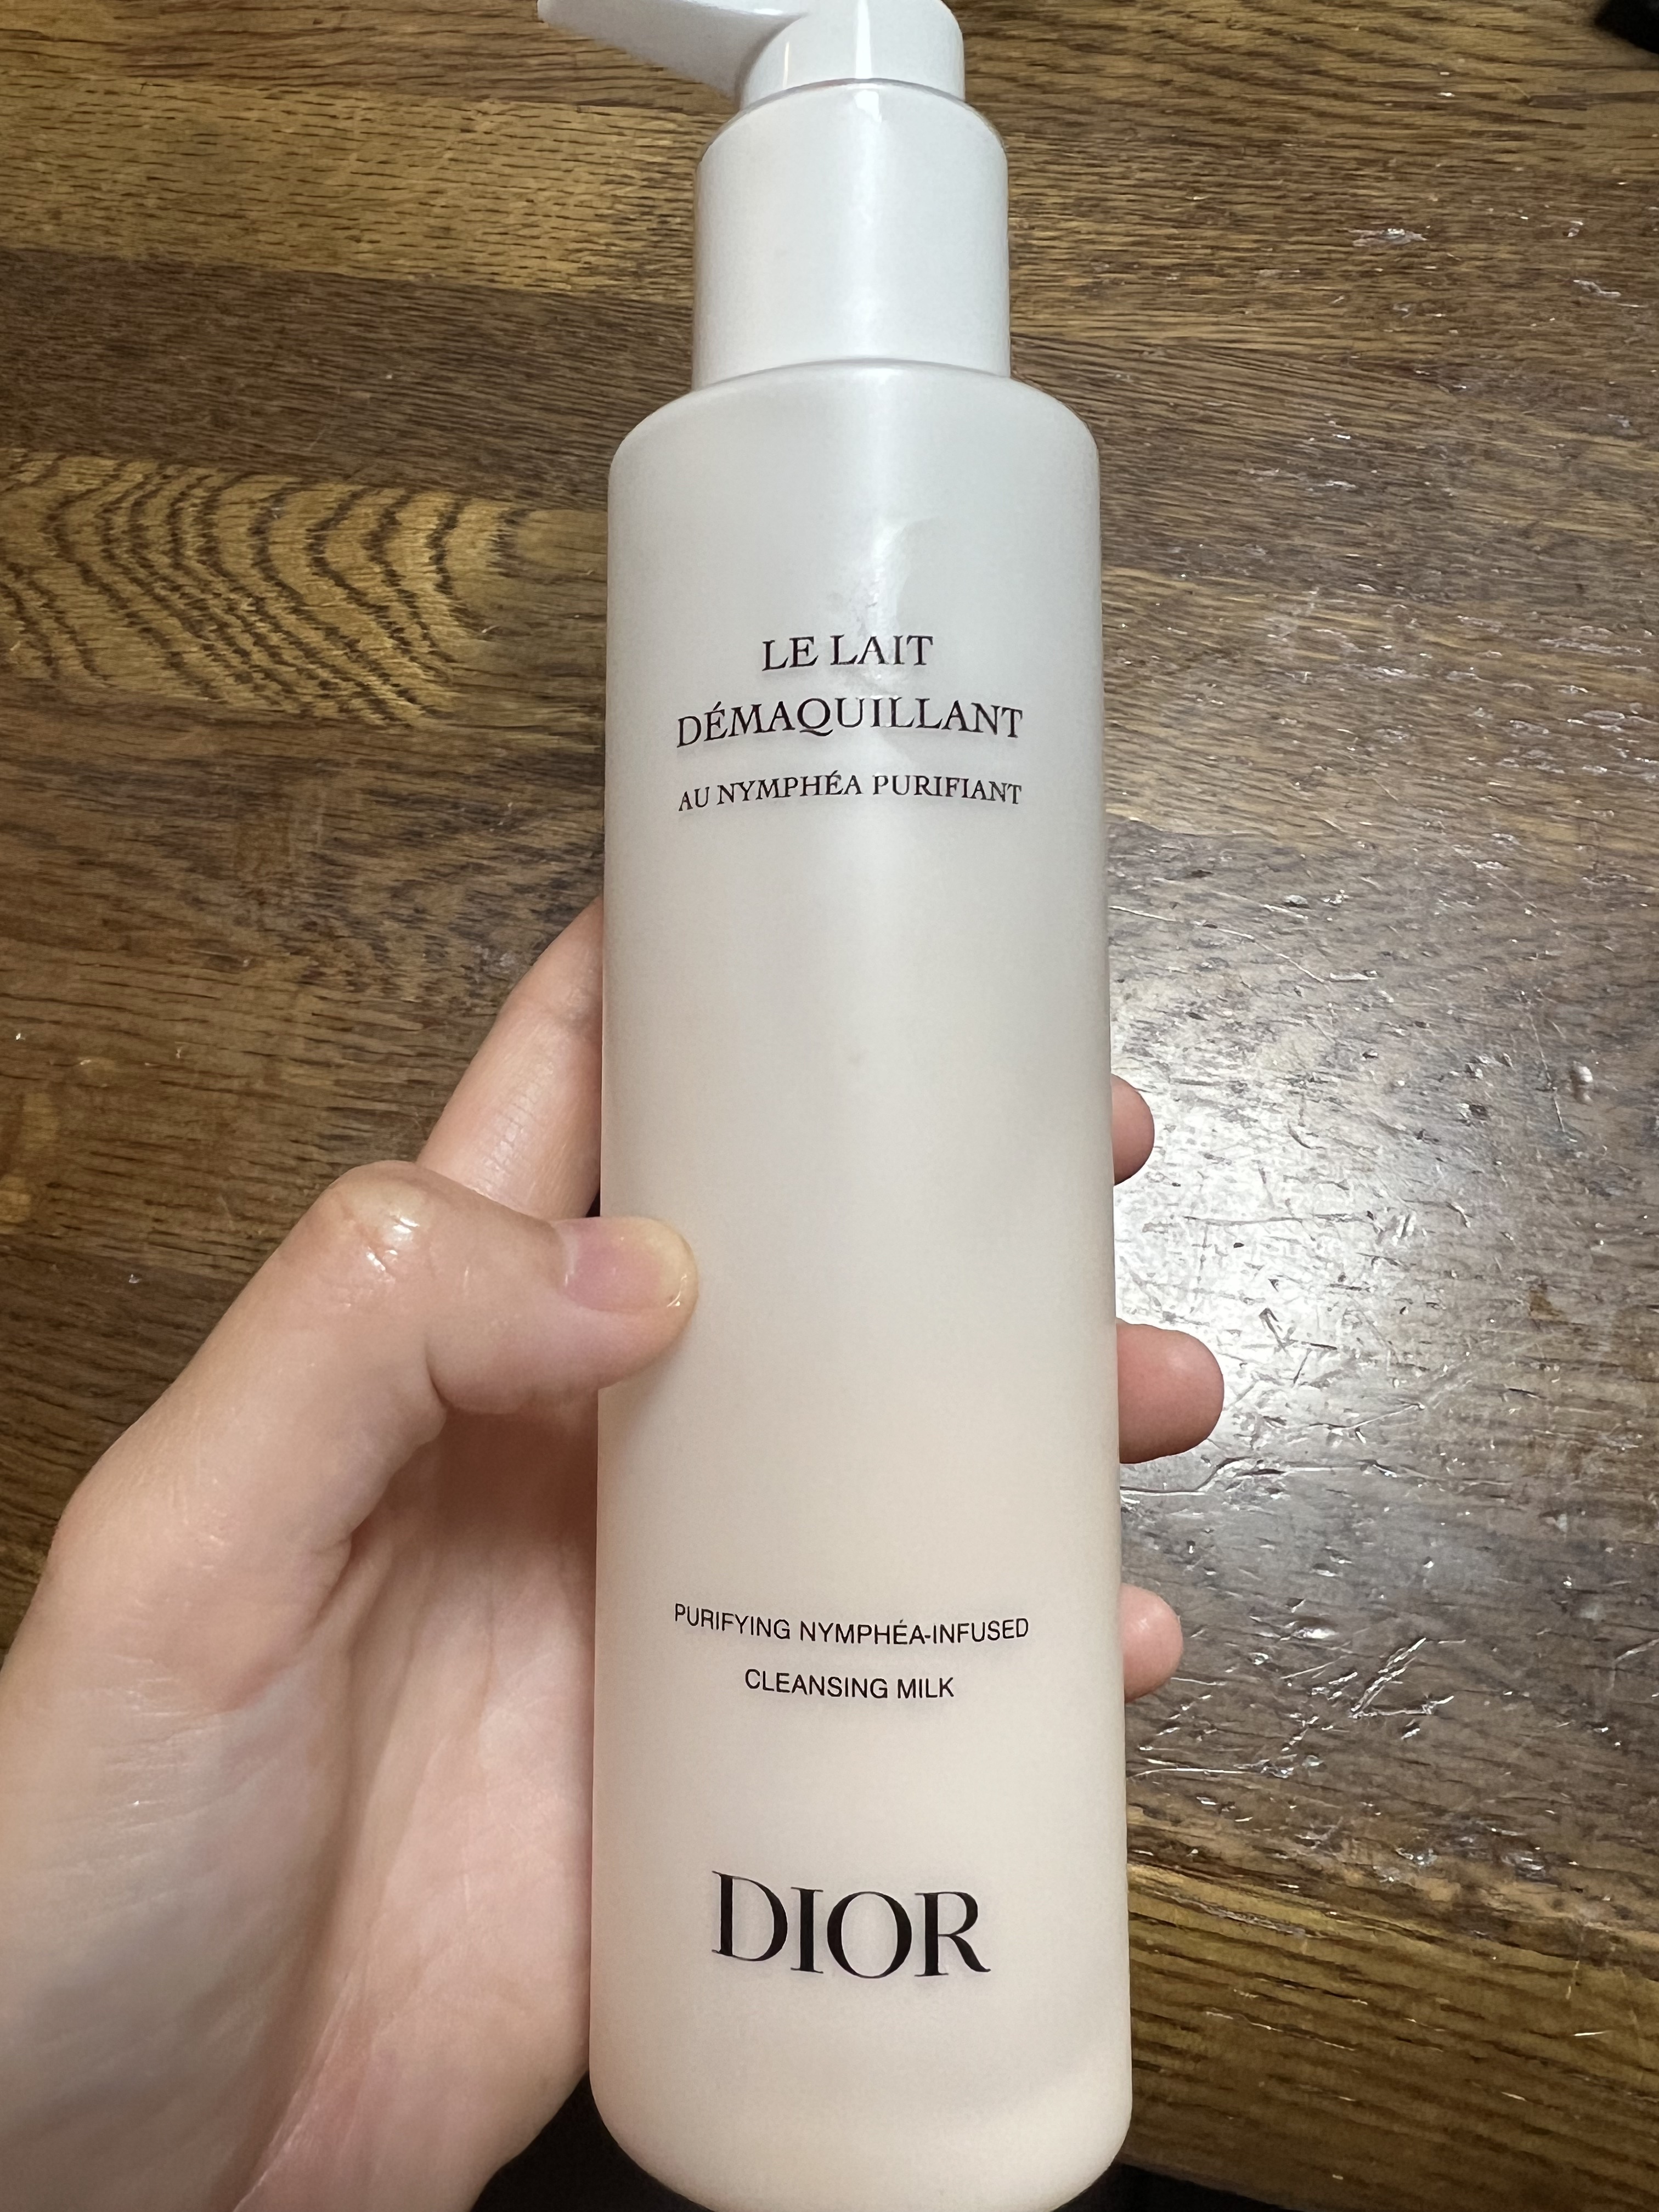 LE LAIT
DÉMAQUILLANT
AU NYMPHÉA PURIFIANT
PURIFYING NYMPHÉA-INFUSED
CLEANSING MILK
DIOR